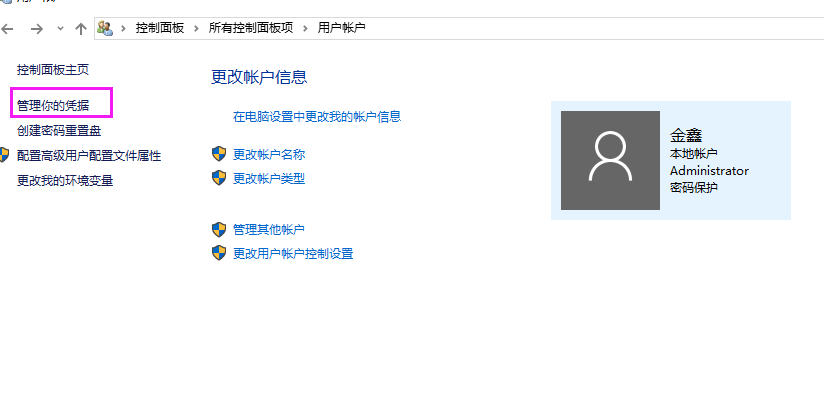 控制面板 所有控制面板项 用户帐户
控制面板主页
管理你的凭据
创建密码重置盘
配置高级用户配置文件属性
更改我的环境变量
更改帐户信息
在电脑设置中更改我的帐户信息
更改帐户名称
更改帐户类型
管理其他帐户
更改用户帐户控制设置
金鑫
本地帐户
Administrator
密码保护